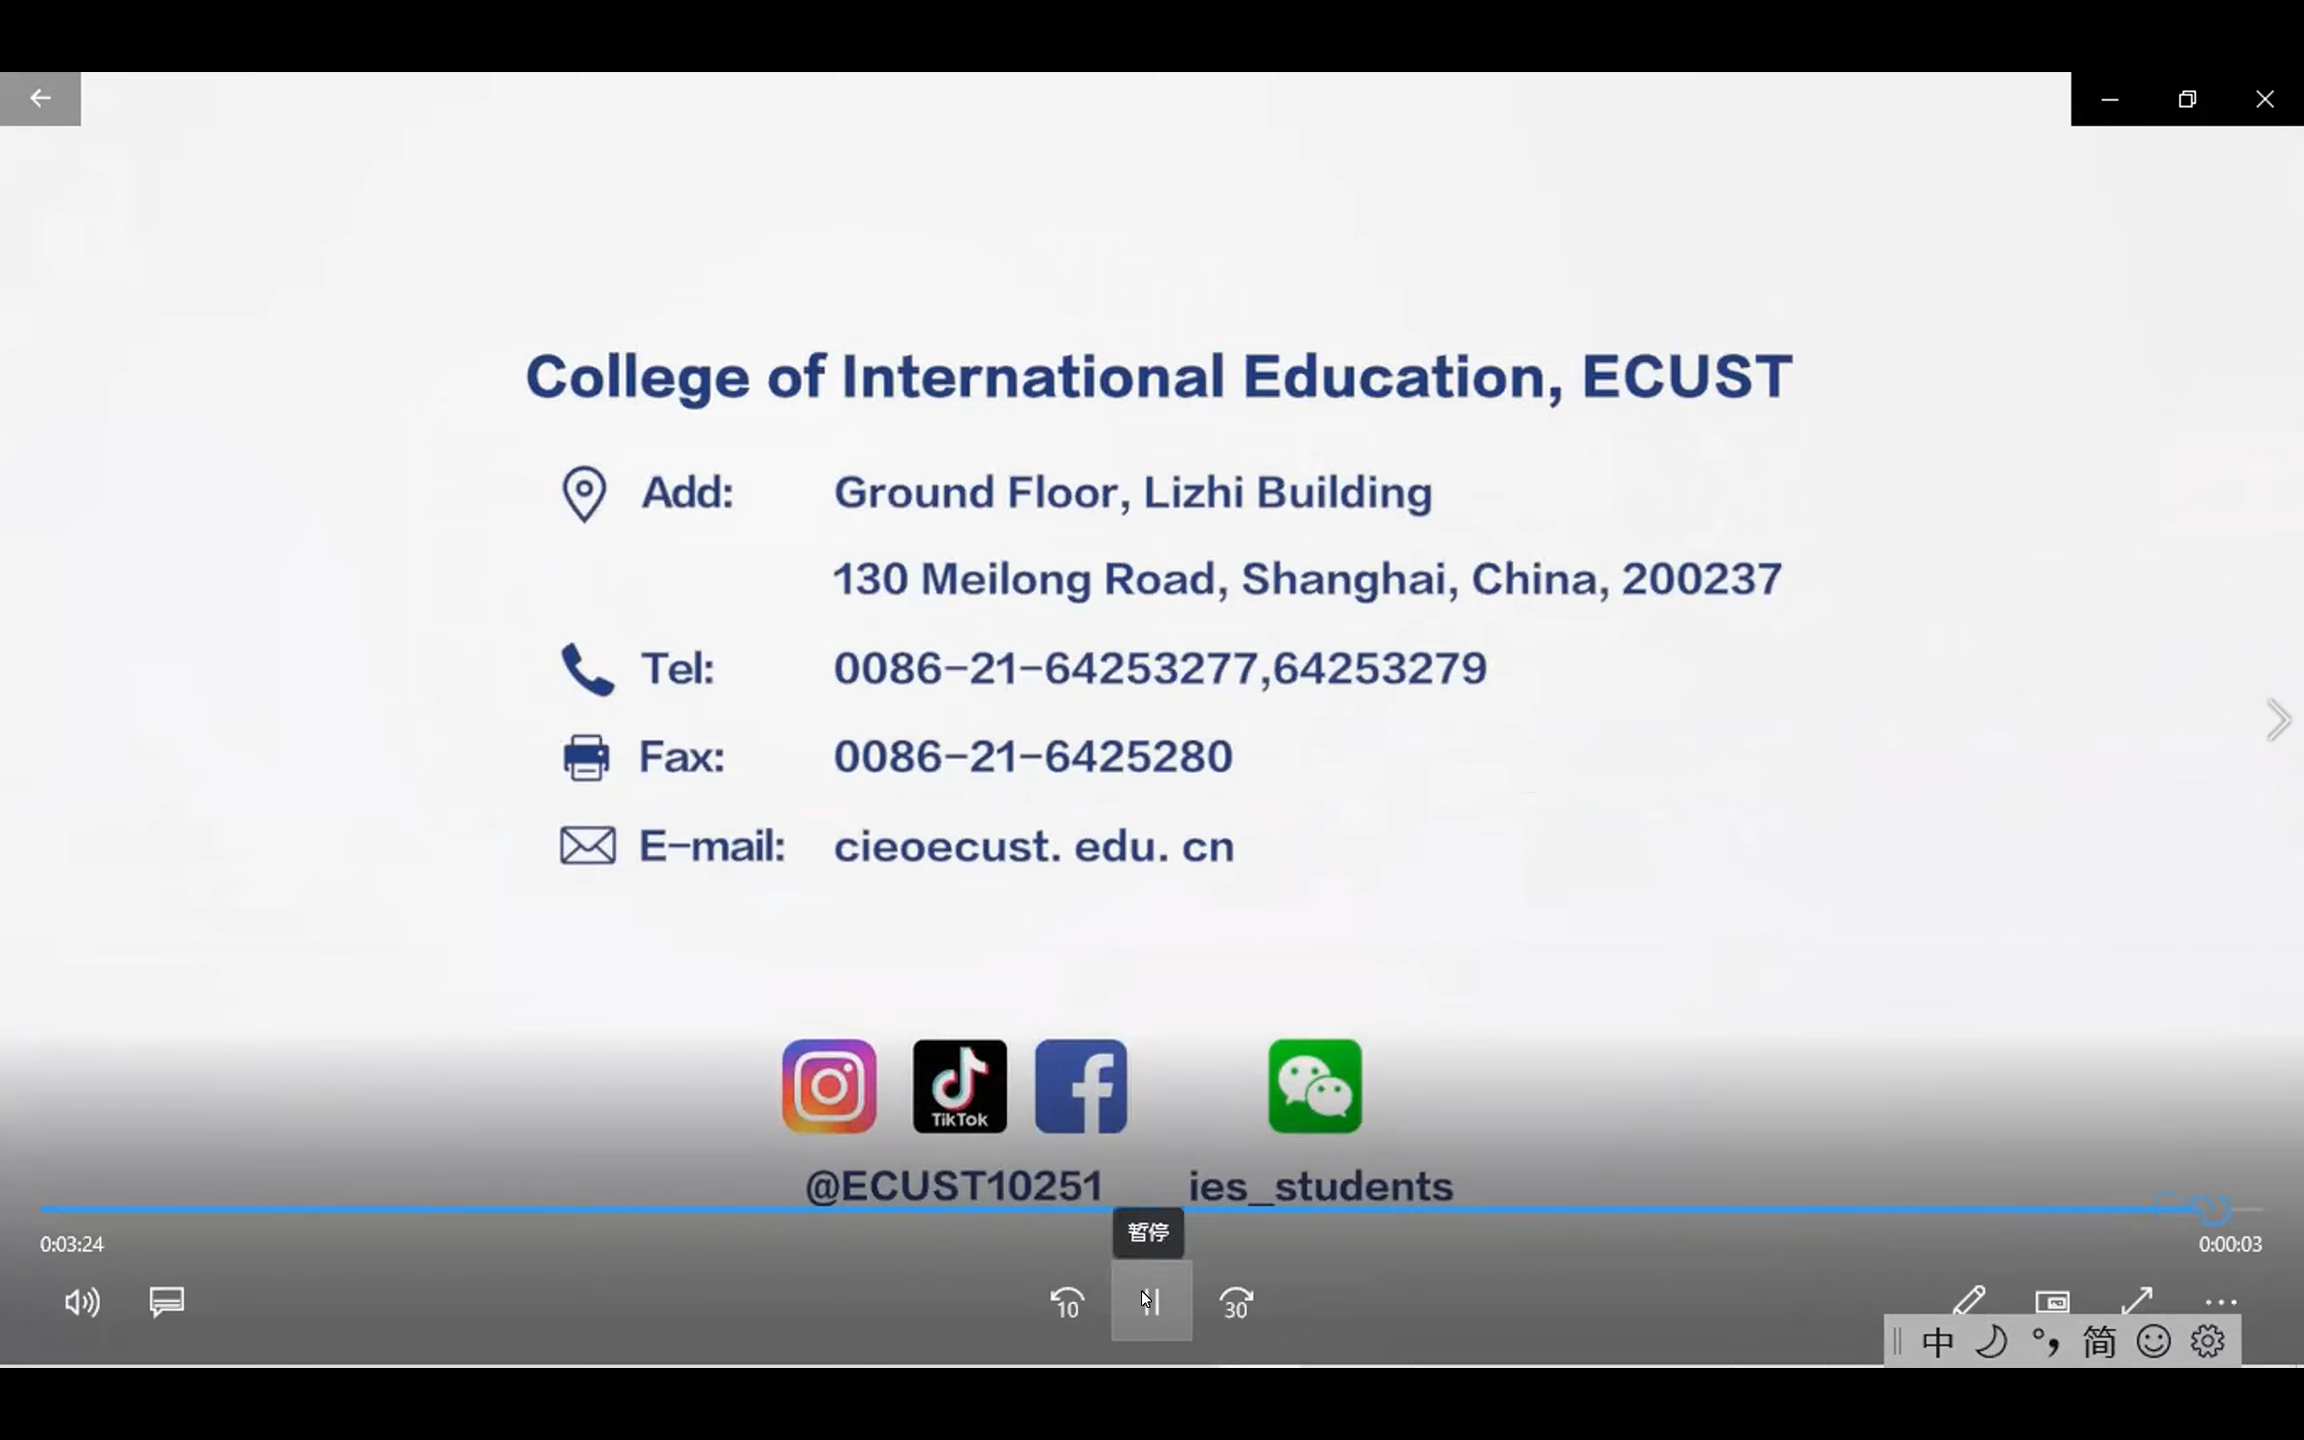 College of International Education, ECUST
Add: Ground Floor, Lizhi Building
130 Meilong Road, Shanghai, China, 200237
Tel: 0086-21-64253277,64253279
Fax: 0086-21-6425280
E-mail: cieoecust. edu. cn
TikTok
@ECUST10251 ies_students
暂停
0:03:24 0:00:03
10 30
中 °, 简